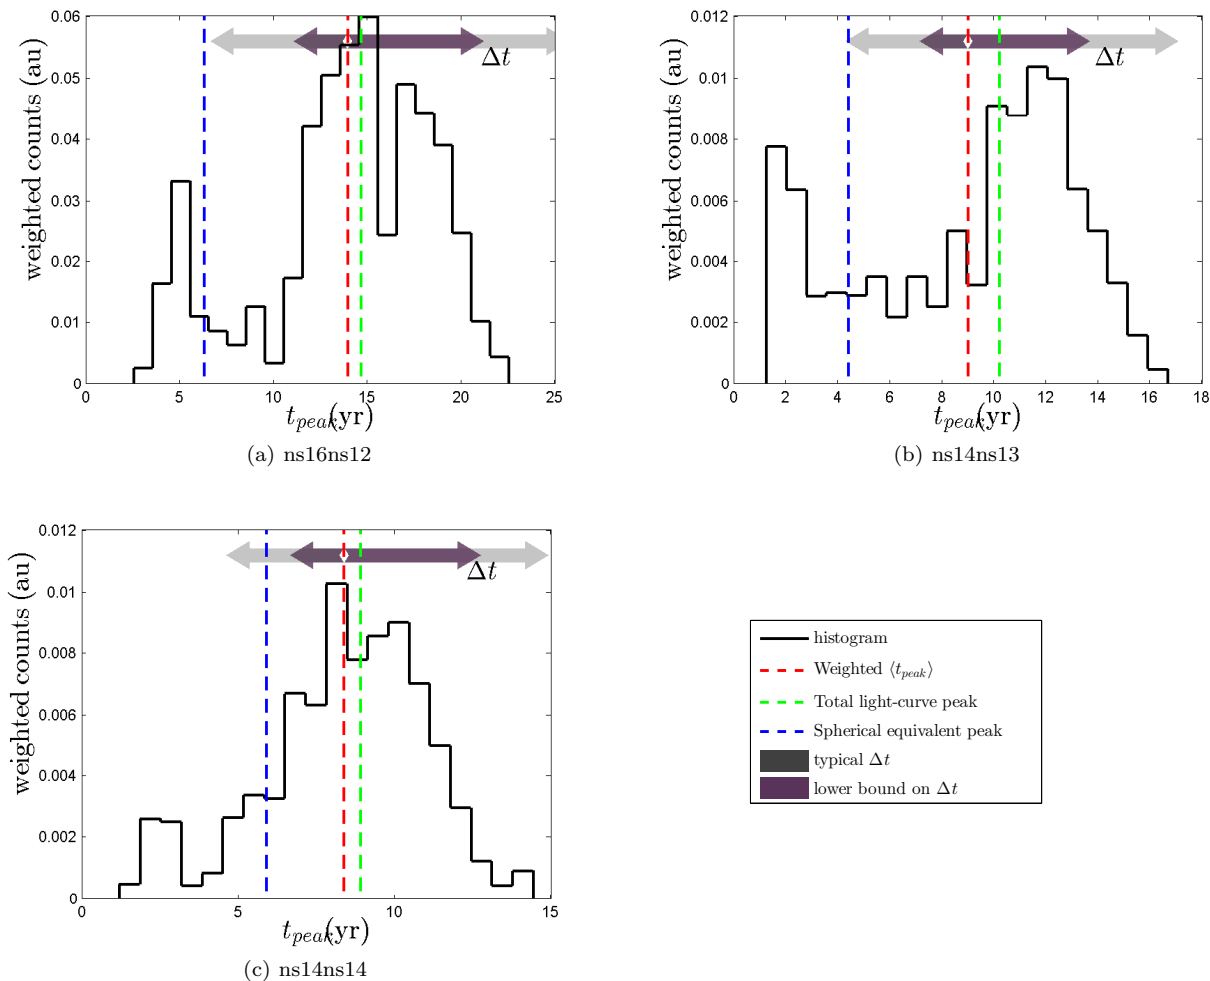 0.06
0.05
0.04
0.03
0.02
0.01
0
weighted counts (au)
Δt
0 5 10 15 20 25
t_peak(yr)
(a) ns16ns12
0.012
0.01
0.008
0.006
0.004
0.002
0
weighted counts (au)
Δt
0 2 4 6 8 10 12 14 16 18
t_peak(yr)
(b) ns14ns13
0.012
0.01
0.008
0.006
0.004
0.002
0
weighted counts (au)
Δt
0 5 10 15
t_peak(yr)
(c) ns14ns14
histogram
Weighted ⟨t_peak⟩
Total light-curve peak
Spherical equivalent peak
typical Δt
lower bound on Δt